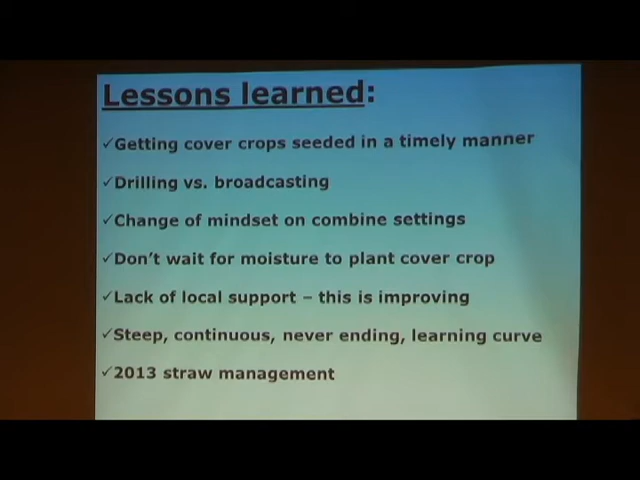 Lessons learned:
✓Getting cover crops seeded in a timely manner
✓Drilling vs. broadcasting
✓Change of mindset on combine settings
✓Don't wait for moisture to plant cover crop
✓Lack of local support – this is improving
✓Steep, continuous, never ending, learning curve
✓2013 straw management